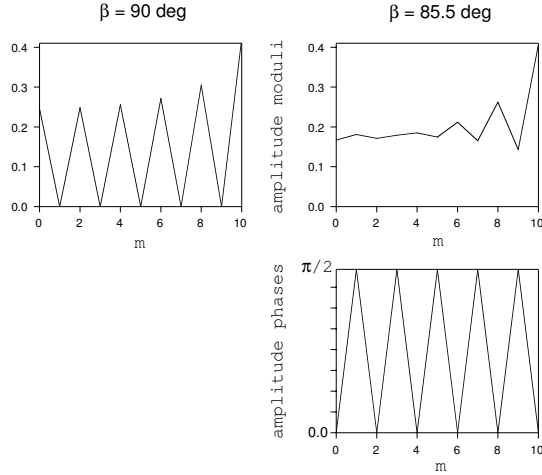 β = 90 deg
β = 85.5 deg
0.4
0.3
0.2
0.1
0.0
0 2 4 6 8 10
m
amplitude moduli
0.4
0.3
0.2
0.1
0.0
0 2 4 6 8 10
m
amplitude phases
π/2
0.0
0 2 4 6 8 10
m